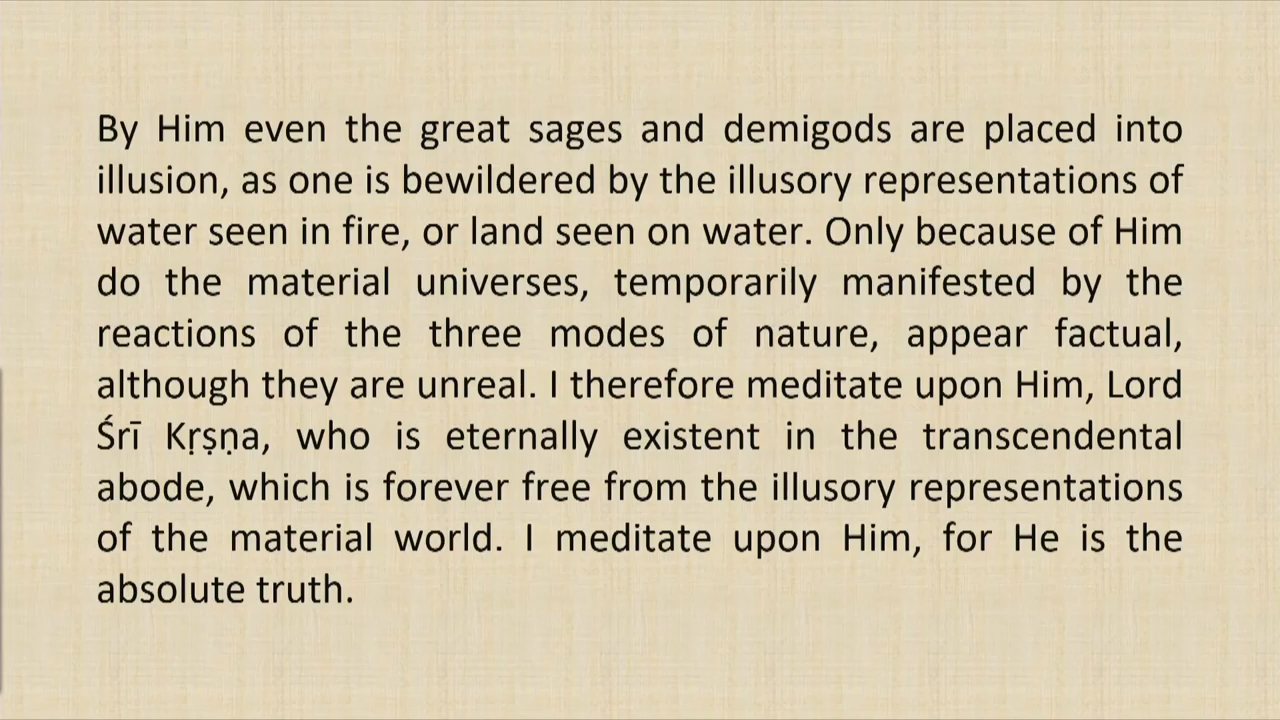 By Him even the great sages and demigods are placed into
illusion, as one is bewildered by the illusory representations of
water seen in fire, or land seen on water. Only because of Him
do the material universes, temporarily manifested by the
reactions of the three modes of nature, appear factual,
although they are unreal. I therefore meditate upon Him, Lord
Śrī Kṛṣṇa, who is eternally existent in the transcendental
abode, which is forever free from the illusory representations
of the material world. I meditate upon Him, for He is the
absolute truth.